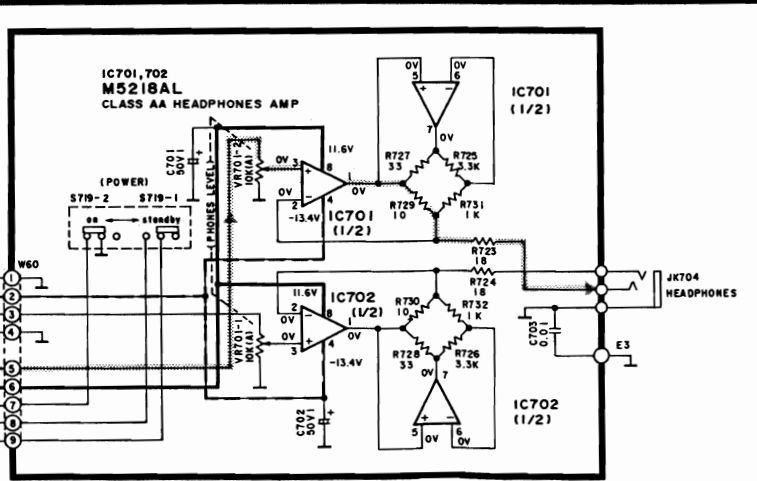 IC701,702
M5218AL
CLASS AA HEADPHONES AMP
IC701
(1/2)
0V 0V
5 6
+ −
7 0V
R727
33
R725
3.3K
R729
10
R731
1K
C701
50V1
+
(PHONES LEVEL)
VR701-2
10K(A)
11.6V
8
0V 3
+
1
0V
0V
−
2
4
−13.4V
IC701
(1/2)
(POWER)
S719-2 S719-1
on standby
R723
18
R724
18
W60
1
2
3
4
5
6
7
8
9
JK704
HEADPHONES
C703
0.01
E3
VR701-1
10K(A)
11.6V
8
0V
2
−
1
0V
0V
+
3
4
−13.4V
IC702
(1/2)
R730
10
R732
1K
R728
33
R726
3.3K
0V 7
+ −
5 6
0V 0V
IC702
(1/2)
C702
50V1
+